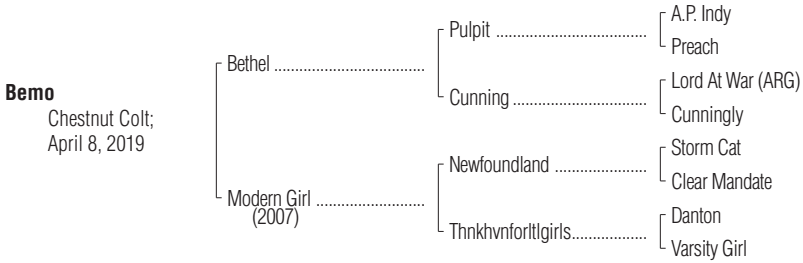 A.P. Indy
Pulpit ........................................
Preach
Bethel ........................................
Lord At War (ARG)
Cunning ....................................
Cunningly
Bemo
Chestnut Colt;
April 8, 2019
Storm Cat
Newfoundland ........................
Clear Mandate
Modern Girl ............................
(2007)
Danton
Thnkhvnforltlgirls....................
Varsity Girl